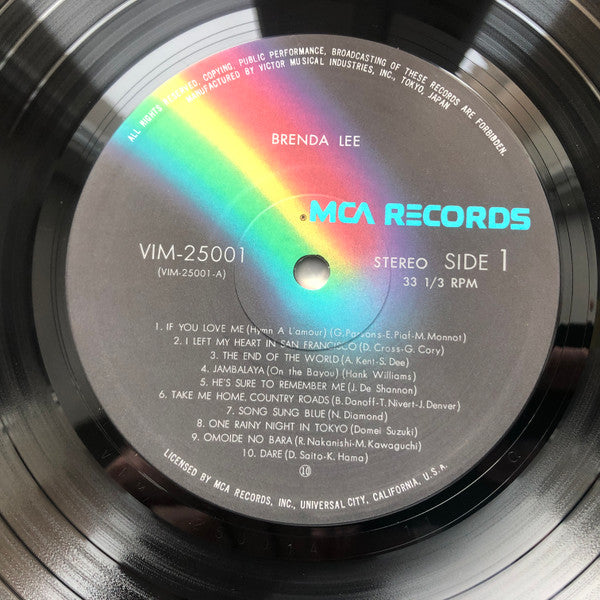 ALL RIGHTS RESERVED, COPYING, PUBLIC PERFORMANCE, BROADCASTING OF THESE RECORDS ARE FORBIDDEN.
MANUFACTURED BY VICTOR MUSICAL INDUSTRIES, INC., TOKYO, JAPAN
BRENDA LEE
®MCA RECORDS
VIM-25001
(VIM-25001-A)
STEREO SIDE 1
33 1/3 RPM
1. IF YOU LOVE ME (Hymn A L'amour) (G. Parsons-E. Piaf-M. Monnot)
2. I LEFT MY HEART IN SAN FRANCISCO (D. Cross-G. Cory)
3. THE END OF THE WORLD (A. Kent-S. Dee)
4. JAMBALAYA (On the Bayou) (Hank Williams)
5. HE'S SURE TO REMEMBER ME (J. De Shannon)
6. TAKE ME HOME, COUNTRY ROADS (B. Danoff-T. Nivert-J. Denver)
7. SONG SUNG BLUE (N. Diamond)
8. ONE RAINY NIGHT IN TOKYO (Domei Suzuki)
9. OMOIDE NO BARA (R. Nakanishi-M. Kawaguchi)
10. DARE (D. Saito-K. Hama)
⑩
LICENSED BY MCA RECORDS, INC., UNIVERSAL CITY, CALIFORNIA, U.S.A.